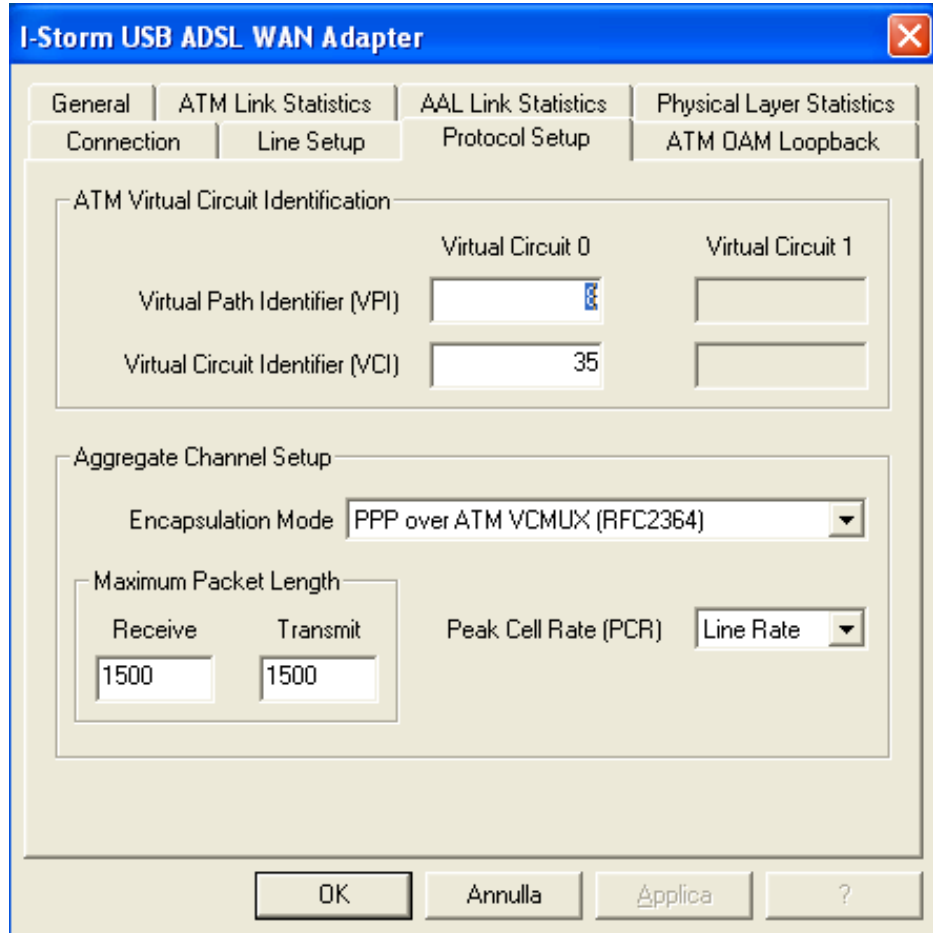 I-Storm USB ADSL WAN Adapter
General ATM Link Statistics AAL Link Statistics Physical Layer Statistics
Connection Line Setup Protocol Setup ATM OAM Loopback
ATM Virtual Circuit Identification
Virtual Circuit 0 Virtual Circuit 1
Virtual Path Identifier (VPI) 8
Virtual Circuit Identifier (VCI) 35
Aggregate Channel Setup
Encapsulation Mode PPP over ATM VCMUX (RFC2364)
Maximum Packet Length
Receive Transmit Peak Cell Rate (PCR) Line Rate
1500 1500
OK Annulla Applica ?